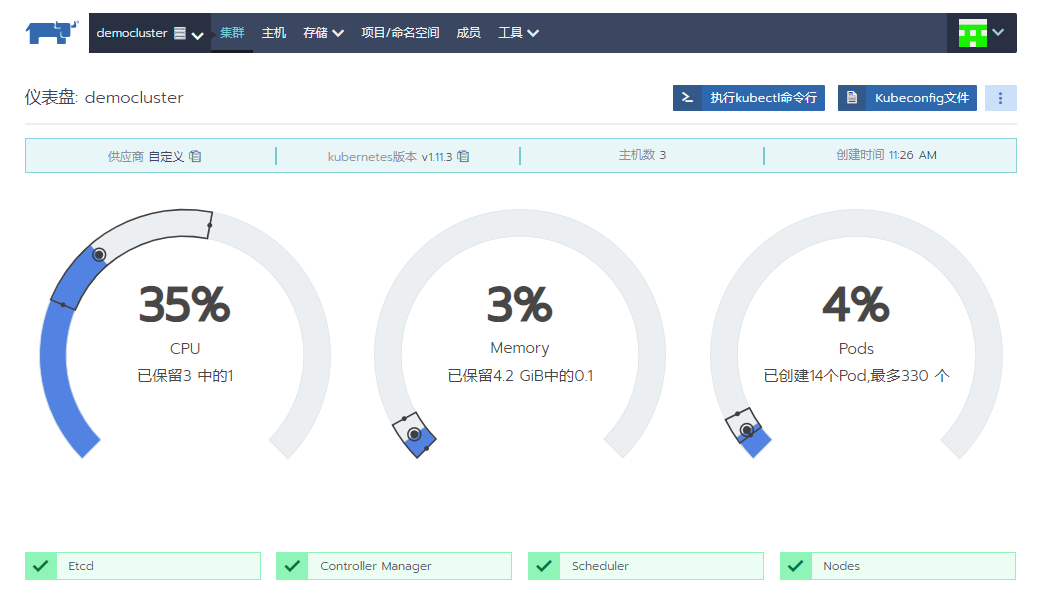 democluster 集群 主机 存储 项目/命名空间 成员 工具
仪表盘: democluster 执行kubectl命令行 Kubeconfig文件
供应商 自定义 kubernetes版本 v1.11.3 主机数 3 创建时间 11:26 AM
35% 3% 4%
CPU Memory Pods
已保留3 中的1 已保留4.2 GiB中的0.1 已创建14个Pod,最多330 个
Etcd Controller Manager Scheduler Nodes